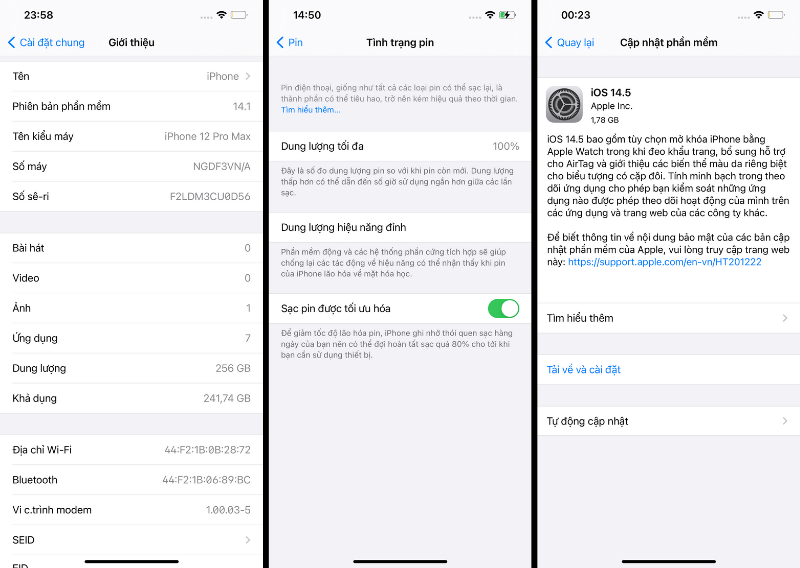 23:58
Cài đặt chung
Giới thiệu
Tên
iPhone
Phiên bản phần mềm
14.1
Tên kiểu máy
iPhone 12 Pro Max
Số máy
NGDF3VN/A
Số sê-ri
F2LDM3CU0D56
Bài hát
0
Video
0
Ảnh
1
Ứng dụng
7
Dung lượng
256 GB
Khả dụng
241,74 GB
Địa chỉ Wi-Fi
44:F2:1B:0B:28:72
Bluetooth
44:F2:1B:06:89:BC
Vi c.trình modem
1.00.03-5
SEID
EID
14:50
Pin
Tình trạng pin
Pin điện thoại, giống như tất cả các loại pin có thể sạc lại, là
thành phần có thể tiêu hao, trở nên kém hiệu quả theo thời gian.
Tìm hiểu thêm...
Dung lượng tối đa
100%
Đây là số đo dung lượng pin so với khi pin còn mới. Dung lượng
thấp hơn có thể dẫn đến số giờ sử dụng ngắn hơn giữa các lần
sạc.
Dung lượng hiệu năng đỉnh
Phần mềm động và các hệ thống phần cứng tích hợp sẽ giúp
chống lại các tác động về hiệu năng có thể nhận thấy khi pin
của iPhone lão hóa về mặt hóa học.
Sạc pin được tối ưu hóa
Để giảm tốc độ lão hóa pin, iPhone ghi nhớ thói quen sạc hàng
ngày của bạn nên có thể đợi hoàn tất sạc quá 80% cho tới khi
bạn cần sử dụng thiết bị.
00:23
Quay lại
Cập nhật phần mềm
iOS 14.5
Apple Inc.
1,78 GB
iOS 14.5 bao gồm tùy chọn mở khóa iPhone bằng
Apple Watch trong khi đeo khẩu trang, bổ sung hỗ trợ
cho AirTag và giới thiệu các biến thể màu da riêng biệt
cho biểu tượng có cặp đôi. Tính minh bạch trong theo
dõi ứng dụng cho phép bạn kiểm soát những ứng
dụng nào được phép theo dõi hoạt động của mình trên
các ứng dụng và trang web của các công ty khác.
Để biết thông tin về nội dung bảo mật của các bản cập
nhật phần mềm của Apple, vui lòng truy cập trang web
này: https://support.apple.com/en-vn/HT201222
Tìm hiểu thêm
Tải về và cài đặt
Tự động cập nhật